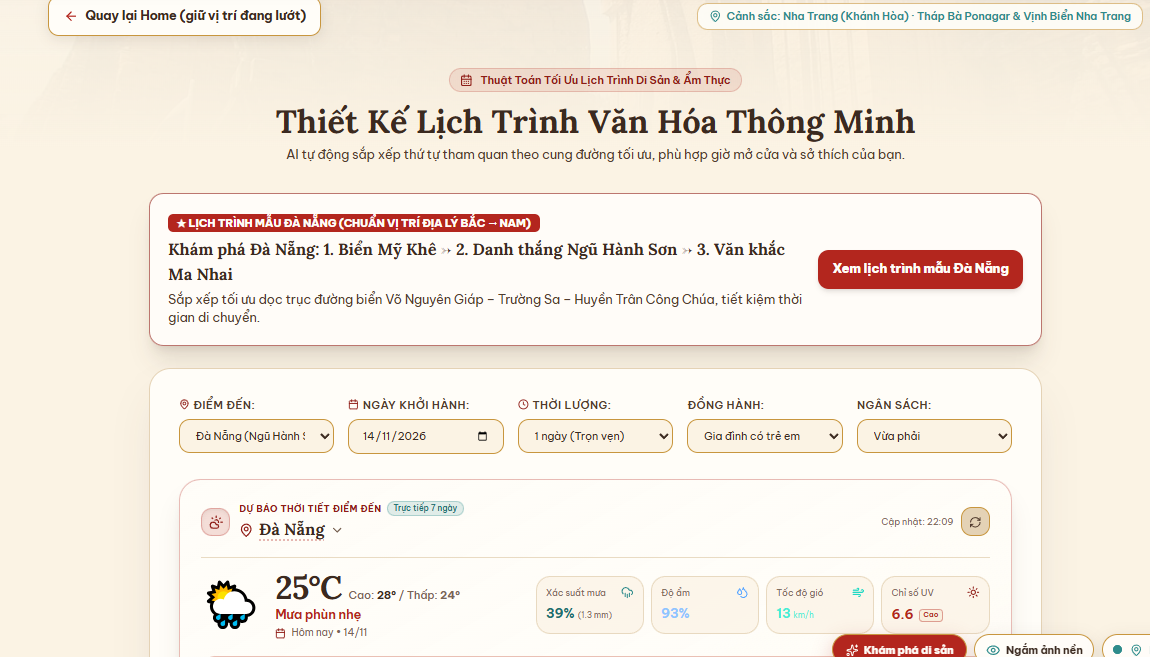 Quay lại Home (giữ vị trí đang lướt)
Cảnh sắc: Nha Trang (Khánh Hòa) · Tháp Bà Ponagar & Vịnh Biển Nha Trang
Thuật Toán Tối Ưu Lịch Trình Di Sản & Ẩm Thực
Thiết Kế Lịch Trình Văn Hóa Thông Minh
AI tự động sắp xếp thứ tự tham quan theo cung đường tối ưu, phù hợp giờ mở cửa và sở thích của bạn.
★ LỊCH TRÌNH MẪU ĐÀ NẴNG (CHUẨN VỊ TRÍ ĐỊA LÝ BẮC → NAM)
Khám phá Đà Nẵng: 1. Biển Mỹ Khê ➳ 2. Danh thắng Ngũ Hành Sơn ➳ 3. Văn khắc
Ma Nhai
Sắp xếp tối ưu dọc trục đường biển Võ Nguyên Giáp – Trường Sa – Huyền Trân Công Chúa, tiết kiệm thời
gian di chuyển.
Xem lịch trình mẫu Đà Nẵng
ĐIỂM ĐẾN: NGÀY KHỞI HÀNH: THỜI LƯỢNG: ĐỒNG HÀNH: NGÂN SÁCH:
Đà Nẵng (Ngũ Hành 14/11/2026 1 ngày (Trọn vẹn) Gia đình có trẻ em Vừa phải
DỰ BÁO THỜI TIẾT ĐIỂM ĐẾN Trực tiếp 7 ngày
Đà Nẵng
Cập nhật: 22:09
25°C Cao: 28° / Thấp: 24°
Mưa phùn nhẹ
Hôm nay • 14/11
Xác suất mưa
39% (1.3 mm)
Độ ẩm
93%
Tốc độ gió
13 km/h
Chỉ số UV
6.6 Cao
Khám phá di sản
Ngắm ảnh nền